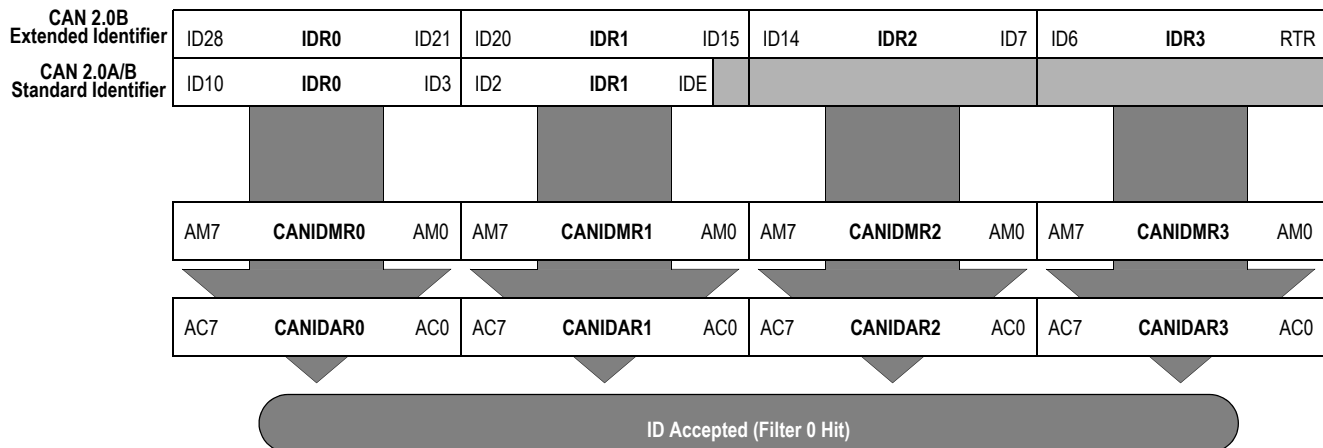 CAN 2.0B
Extended Identifier
ID28 IDR0 ID21 ID20 IDR1 ID15 ID14 IDR2 ID7 ID6 IDR3 RTR
CAN 2.0A/B
Standard Identifier
ID10 IDR0 ID3 ID2 IDR1 IDE
AM7 CANIDMR0 AM0 AM7 CANIDMR1 AM0 AM7 CANIDMR2 AM0 AM7 CANIDMR3 AM0
AC7 CANIDAR0 AC0 AC7 CANIDAR1 AC0 AC7 CANIDAR2 AC0 AC7 CANIDAR3 AC0
ID Accepted (Filter 0 Hit)